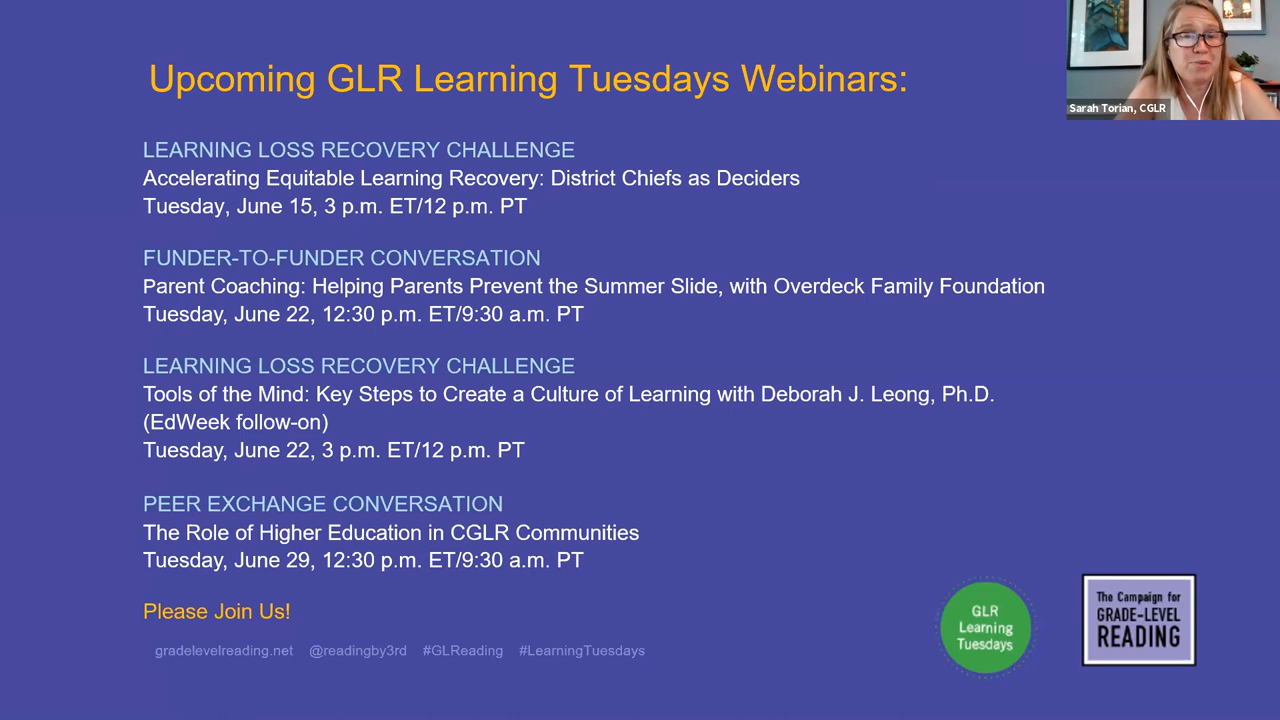 Upcoming GLR Learning Tuesdays Webinars:
Sarah Torian, CGLR
LEARNING LOSS RECOVERY CHALLENGE
Accelerating Equitable Learning Recovery: District Chiefs as Deciders
Tuesday, June 15, 3 p.m. ET/12 p.m. PT
FUNDER-TO-FUNDER CONVERSATION
Parent Coaching: Helping Parents Prevent the Summer Slide, with Overdeck Family Foundation
Tuesday, June 22, 12:30 p.m. ET/9:30 a.m. PT
LEARNING LOSS RECOVERY CHALLENGE
Tools of the Mind: Key Steps to Create a Culture of Learning with Deborah J. Leong, Ph.D.
(EdWeek follow-on)
Tuesday, June 22, 3 p.m. ET/12 p.m. PT
PEER EXCHANGE CONVERSATION
The Role of Higher Education in CGLR Communities
Tuesday, June 29, 12:30 p.m. ET/9:30 a.m. PT
Please Join Us!
gradelevelreading.net @readingby3rd #GLReading #LearningTuesdays
GLR
Learning
Tuesdays
The Campaign for
GRADE-LEVEL
READING